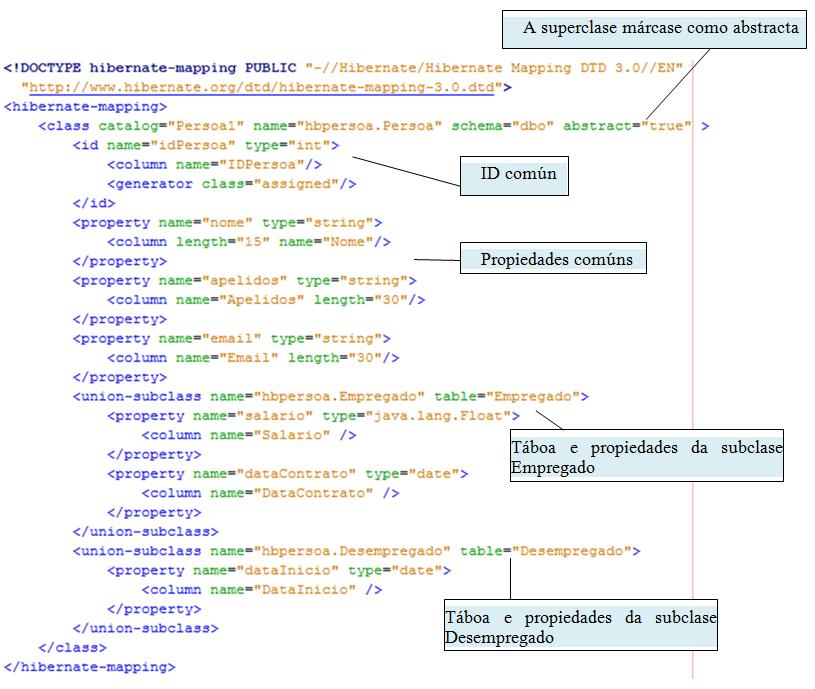 A superclase márcase como abstracta
<!DOCTYPE hibernate-mapping PUBLIC "-//Hibernate/Hibernate Mapping DTD 3.0//EN"
"http://www.hibernate.org/dtd/hibernate-mapping-3.0.dtd">
<hibernate-mapping>
<class catalog="Persoa1" name="hbpersoa.Persoa" schema="dbo" abstract="true" >
<id name="idPersoa" type="int">
<column name="IDPersoa"/>
ID común
<generator class="assigned"/>
</id>
<property name="nome" type="string">
<column length="15" name="Nome"/>
</property>
Propiedades comúns
<property name="apelidos" type="string">
<column name="Apelidos" length="30"/>
</property>
<property name="email" type="string">
<column name="Email" length="30"/>
</property>
<union-subclass name="hbpersoa.Empregado" table="Empregado">
<property name="salario" type="java.lang.Float">
<column name="Salario" />
</property>
Táboa e propiedades da subclase
Empregado
<property name="dataContrato" type="date">
<column name="DataContrato" />
</property>
</union-subclass>
<union-subclass name="hbpersoa.Desempregado" table="Desempregado">
<property name="dataInicio" type="date">
<column name="DataInicio" />
</property>
</union-subclass>
Táboa e propiedades da subclase
Desempregado
</class>
</hibernate-mapping>